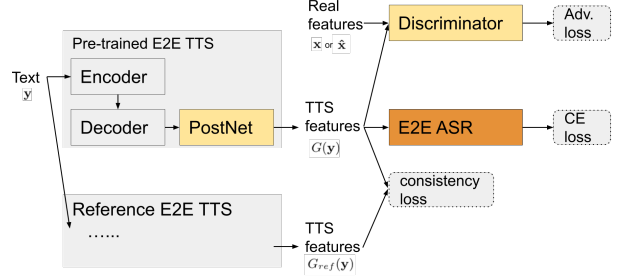 Real
features
x or x̂
Discriminator
Adv.
loss
Pre-trained E2E TTS
Encoder
Text
y
Decoder
PostNet
TTS
features
G(y)
E2E ASR
CE
loss
consistency
loss
Reference E2E TTS
......
TTS
features
G_ref(y)